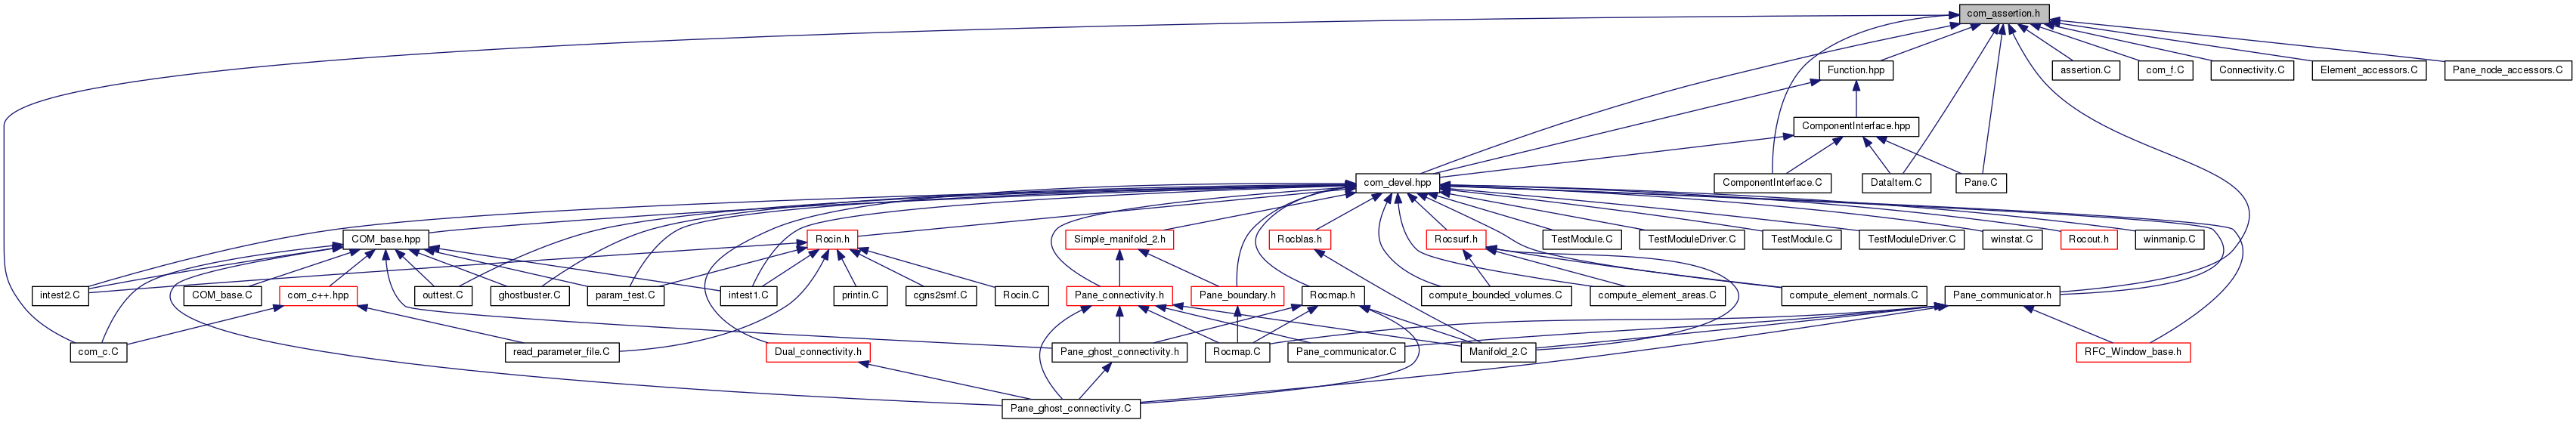 com_assertion.h
Function.hpp
assertion.C
com_f.C
Connectivity.C
Element_accessors.C
Pane_node_accessors.C
ComponentInterface.hpp
com_devel.hpp
ComponentInterface.C
DataItem.C
Pane.C
COM_base.hpp
Rocin.h
Simple_manifold_2.h
Rocblas.h
Rocsurf.h
TestModule.C
TestModuleDriver.C
TestModule.C
TestModuleDriver.C
winstat.C
Rocout.h
winmanip.C
intest2.C
COM_base.C
com_c++.hpp
outtest.C
ghostbuster.C
param_test.C
intest1.C
printin.C
cgns2smf.C
Rocin.C
Pane_connectivity.h
Pane_boundary.h
Rocmap.h
compute_bounded_volumes.C
compute_element_areas.C
compute_element_normals.C
Pane_communicator.h
com_c.C
read_parameter_file.C
Dual_connectivity.h
Pane_ghost_connectivity.h
Rocmap.C
Pane_communicator.C
Manifold_2.C
RFC_Window_base.h
Pane_ghost_connectivity.C